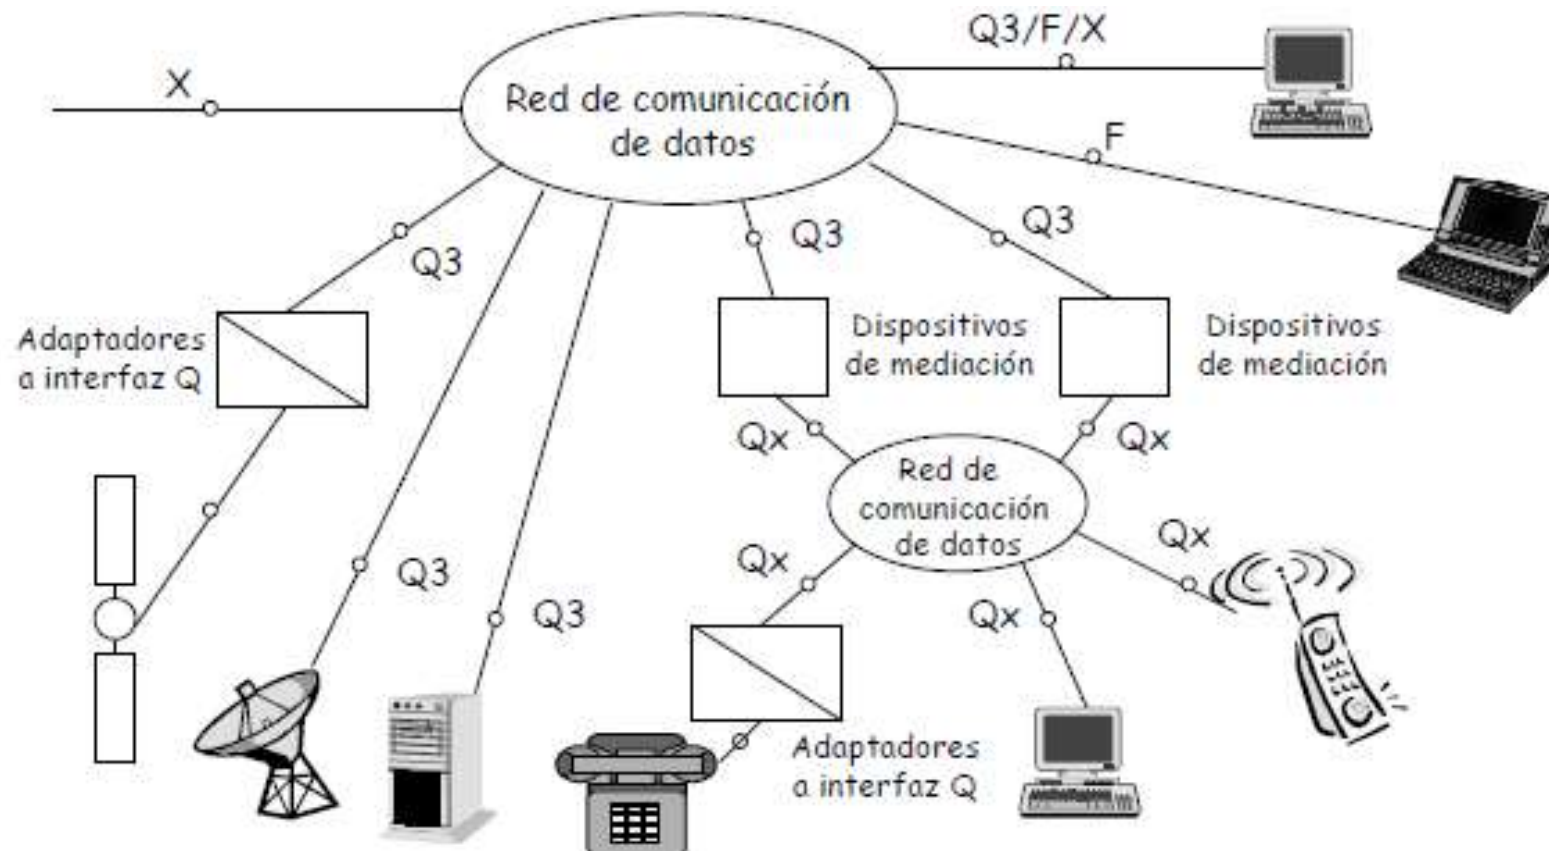 Q3/F/X
X
Red de comunicación
de datos
F
Q3
Q3
Q3
Adaptadores
a interfaz Q
Dispositivos
de mediación
Dispositivos
de mediación
Qx
Qx
Red de
comunicación
de datos
Qx
Qx
Q3
Q3
Qx
Adaptadores
a interfaz Q